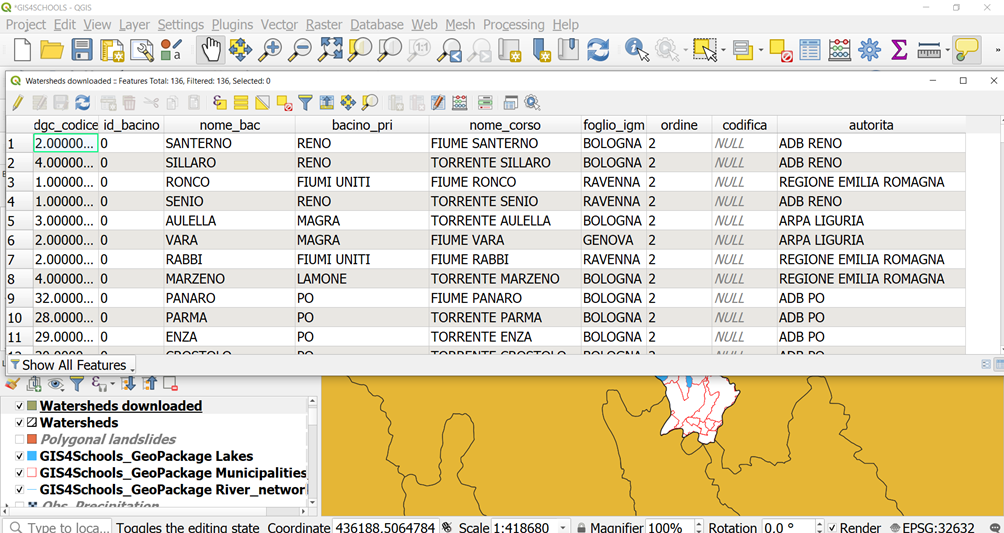 *GIS4SCHOOLS - QGIS
Project Edit View Layer Settings Plugins Vector Raster Database Web Mesh Processing Help
Watersheds downloaded :: Features Total: 136, Filtered: 136, Selected: 0
dgc_codice id_bacino nome_bac bacino_pri nome_corso foglio_igm ordine codifica autorita
1 2.00000... 0 SANTERNO RENO FIUME SANTERNO BOLOGNA 2 NULL ADB RENO
2 4.00000... 0 SILLARO RENO TORRENTE SILLARO BOLOGNA 2 NULL ADB RENO
3 1.00000... 0 RONCO FIUMI UNITI FIUME RONCO RAVENNA 2 NULL REGIONE EMILIA ROMAGNA
4 1.00000... 0 SENIO RENO TORRENTE SENIO RAVENNA 2 NULL ADB RENO
5 3.00000... 0 AULELLA MAGRA TORRENTE AULELLA BOLOGNA 2 NULL ARPA LIGURIA
6 2.00000... 0 VARA MAGRA FIUME VARA GENOVA 2 NULL ARPA LIGURIA
7 2.00000... 0 RABBI FIUMI UNITI FIUME RABBI RAVENNA 2 NULL REGIONE EMILIA ROMAGNA
8 4.00000... 0 MARZENO LAMONE TORRENTE MARZENO BOLOGNA 2 NULL REGIONE EMILIA ROMAGNA
9 32.0000... 0 PANARO PO FIUME PANARO BOLOGNA 2 NULL ADB PO
10 28.0000... 0 PARMA PO TORRENTE PARMA BOLOGNA 2 NULL ADB PO
11 29.0000... 0 ENZA PO TORRENTE ENZA BOLOGNA 2 NULL ADB PO
Show All Features
Watersheds downloaded
Watersheds
Polygonal landslides
GIS4Schools_GeoPackage Lakes
GIS4Schools_GeoPackage Municipalities
GIS4Schools_GeoPackage River_networ
Obs. Precipitation
Type to loca... Toggles the editing state Coordinate 436188.5064784 Scale 1:418680 Magnifier 100% Rotation 0.0 ° Render EPSG:32632